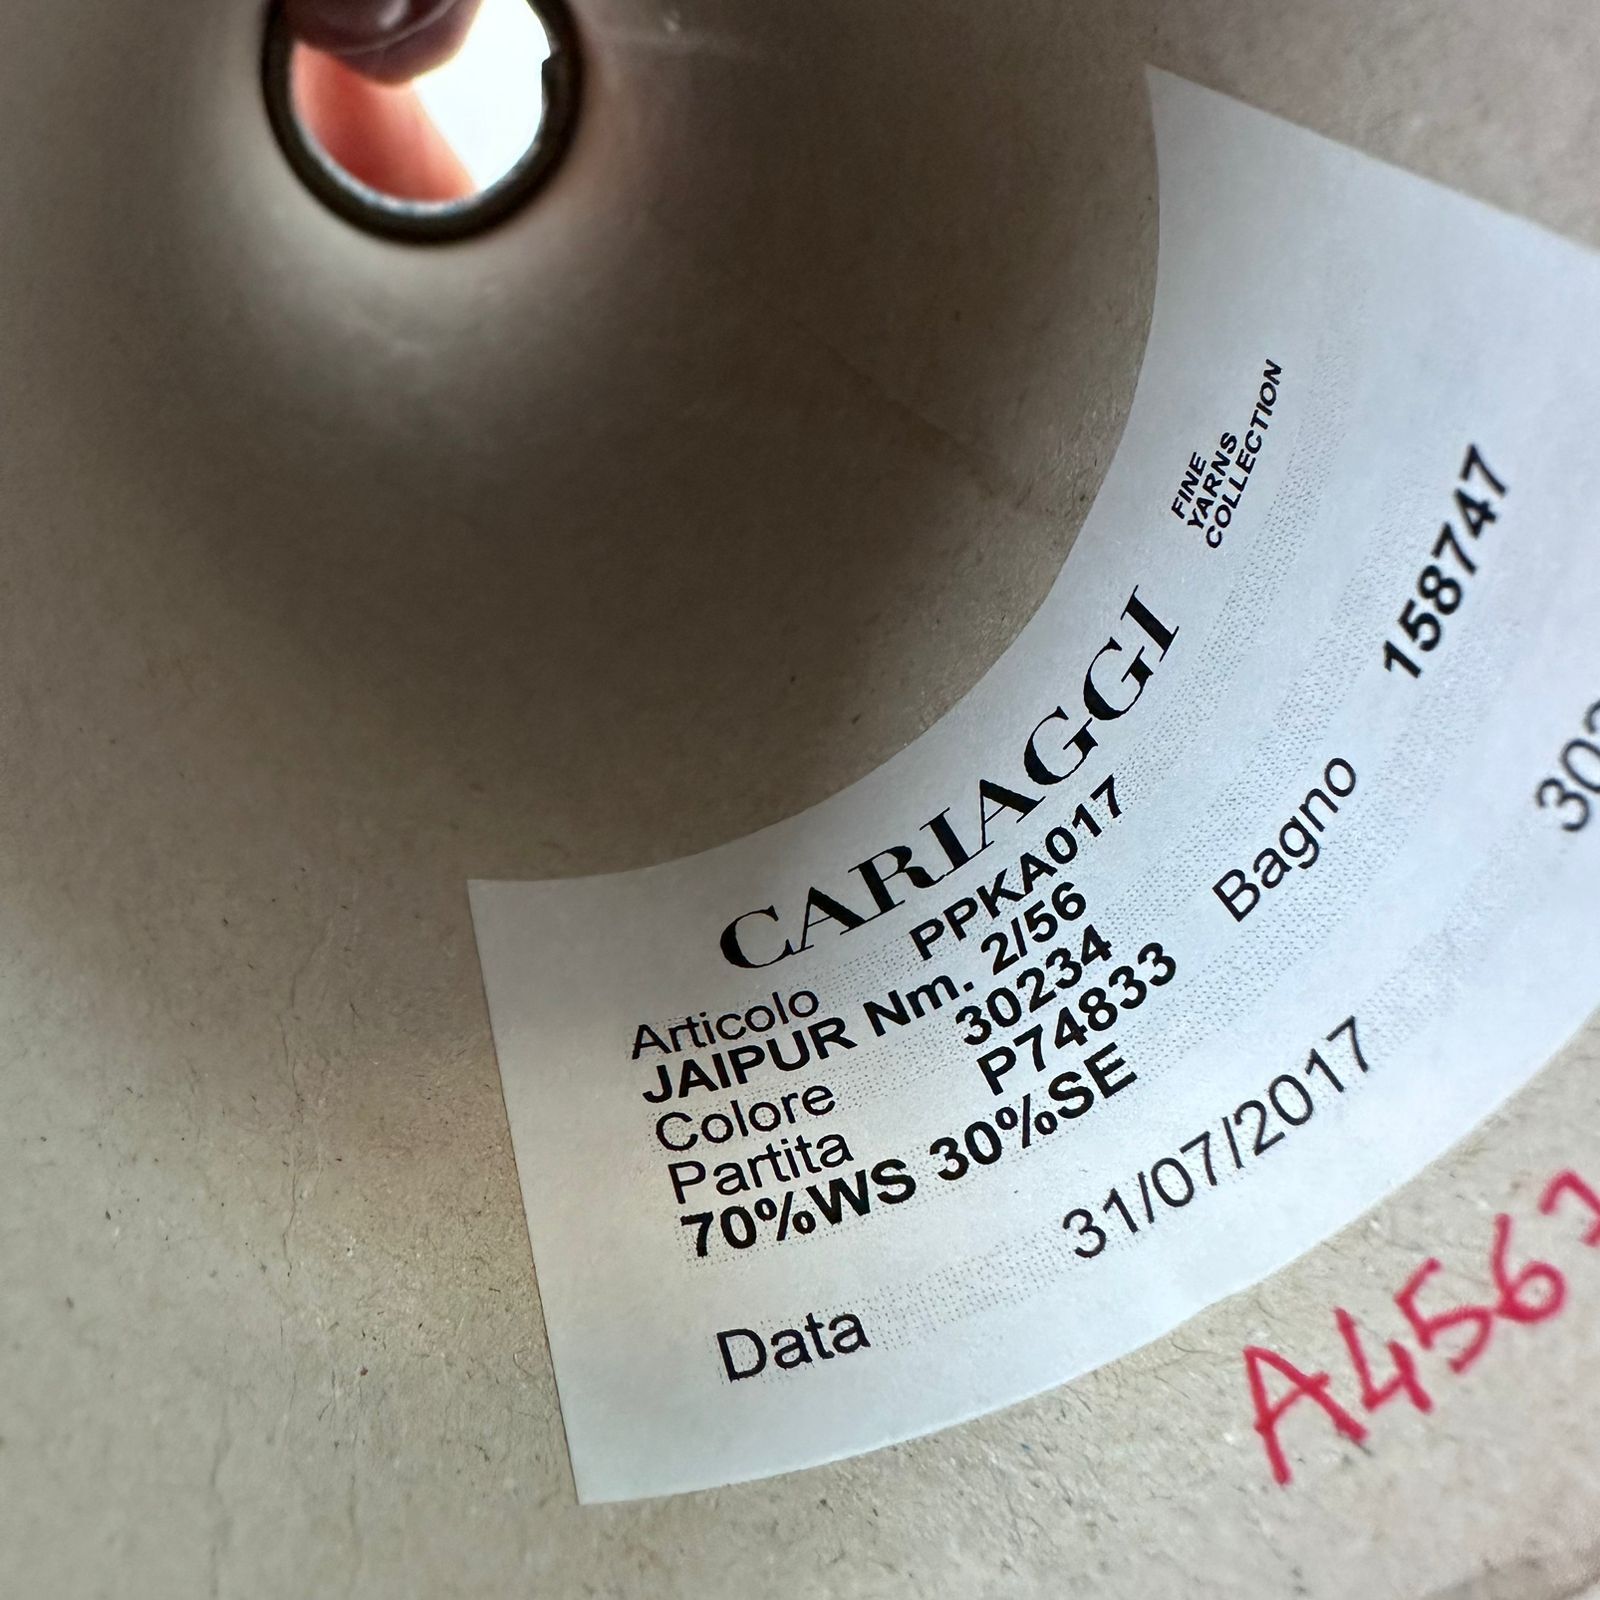 CARIAGGI
FINE
YARNS
COLLECTION
Articolo PPKA017
JAIPUR Nm. 2/56
Colore 30234
Partita P74833 Bagno 158747
70%WS 30%SE
Data 31/07/2017
A456